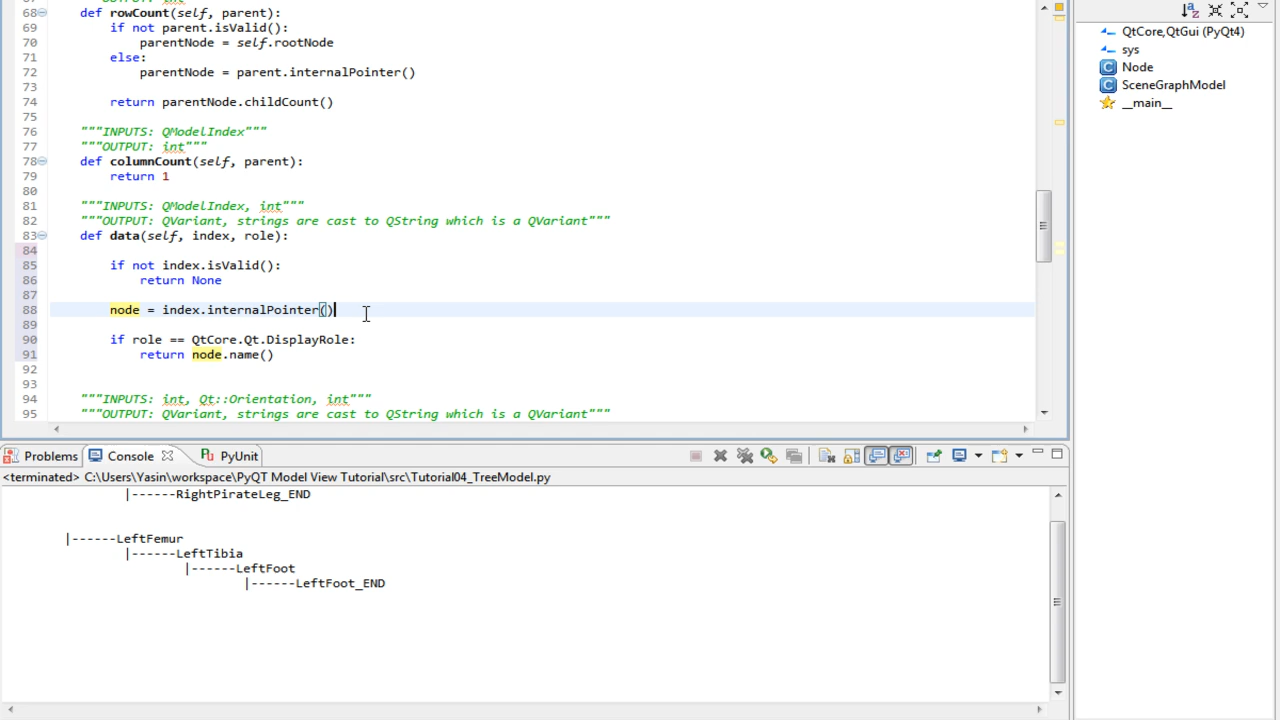 68 def rowCount(self, parent):
69 if not parent.isValid():
70 parentNode = self.rootNode
71 else:
72 parentNode = parent.internalPointer()
73
74 return parentNode.childCount()
75
76 """INPUTS: QModelIndex"""
77 """OUTPUT: int"""
78 def columnCount(self, parent):
79 return 1
80
81 """INPUTS: QModelIndex, int"""
82 """OUTPUT: QVariant, strings are cast to QString which is a QVariant"""
83 def data(self, index, role):
84
85 if not index.isValid():
86 return None
87
88 node = index.internalPointer()
89
90 if role == QtCore.Qt.DisplayRole:
91 return node.name()
92
93
94 """INPUTS: int, Qt::Orientation, int"""
95 """OUTPUT: QVariant, strings are cast to QString which is a QVariant"""
QtCore,QtGui (PyQt4)
sys
Node
SceneGraphModel
__main__
Problems Console PyUnit
<terminated> C:\Users\Yasin\workspace\PyQT Model View Tutorial\src\Tutorial04_TreeModel.py
|------RightPirateLeg_END
|------LeftFemur
|------LeftTibia
|------LeftFoot
|------LeftFoot_END